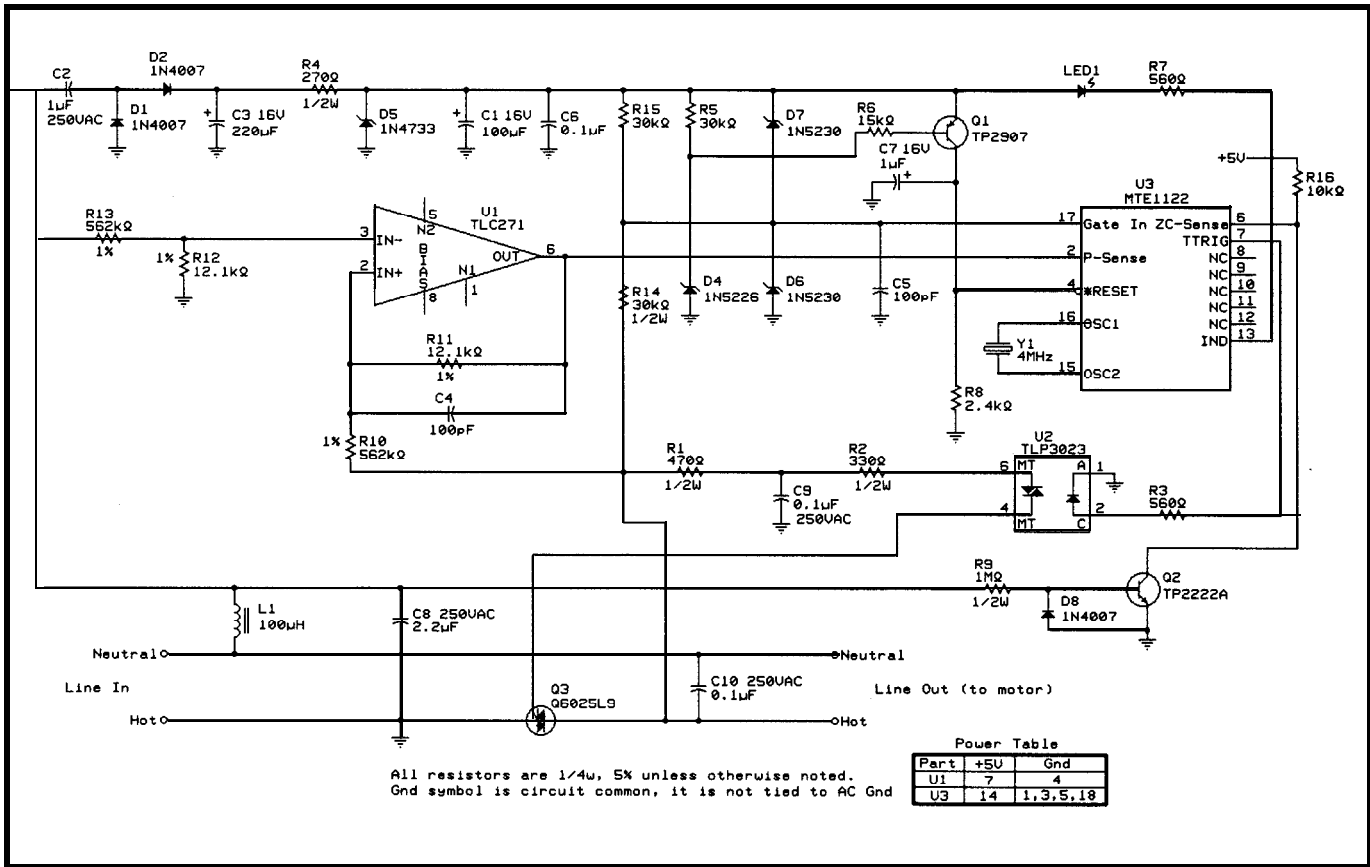 D2
1N4007
C2
1µF
250VAC
D1
1N4007
C3 16V
220µF
R4
270Ω
1/2W
D5
1N4733
C1 16V
100µF
C6
0.1µF
R15
30kΩ
R5
30kΩ
D7
1N5230
R6
15kΩ
C7 16V
1µF
Q1
TP2907
LED1
R7
560Ω
+5V
R16
10kΩ
U3
MTE1122
17 Gate In ZC-Sense 6
TTRIG 7
2 P-Sense
NC 8
NC 9
4 *RESET NC 10
NC 11
16 OSC1 NC 12
IND 13
15 OSC2
Y1
4MHz
R13
562kΩ
1%
1% R12
12.1kΩ
U1
TLC271
3 IN-
2 IN+
5
N2
BIAS
8
N1
1
OUT 6
R14
30kΩ
1/2W
D4
1N5226
D6
1N5230
C5
100pF
R11
12.1kΩ
1%
C4
100pF
1% R10
562kΩ
R8
2.4kΩ
R1
470Ω
1/2W
C9
0.1µF
250VAC
R2
330Ω
1/2W
U2
TLP3023
6 MT A 1
4 MT C 2
R3
560Ω
R9
1MΩ
1/2W
D8
1N4007
Q2
TP2222A
L1
100µH
C8 250VAC
2.2µF
Neutral
Line In
Hot
Q3
Q6025L9
C10 250VAC
0.1µF
Neutral
Line Out (to motor)
Hot
All resistors are 1/4w, 5% unless otherwise noted.
Gnd symbol is circuit common, it is not tied to AC Gnd
Power Table
Part +5V Gnd
U1 7 4
U3 14 1,3,5,18